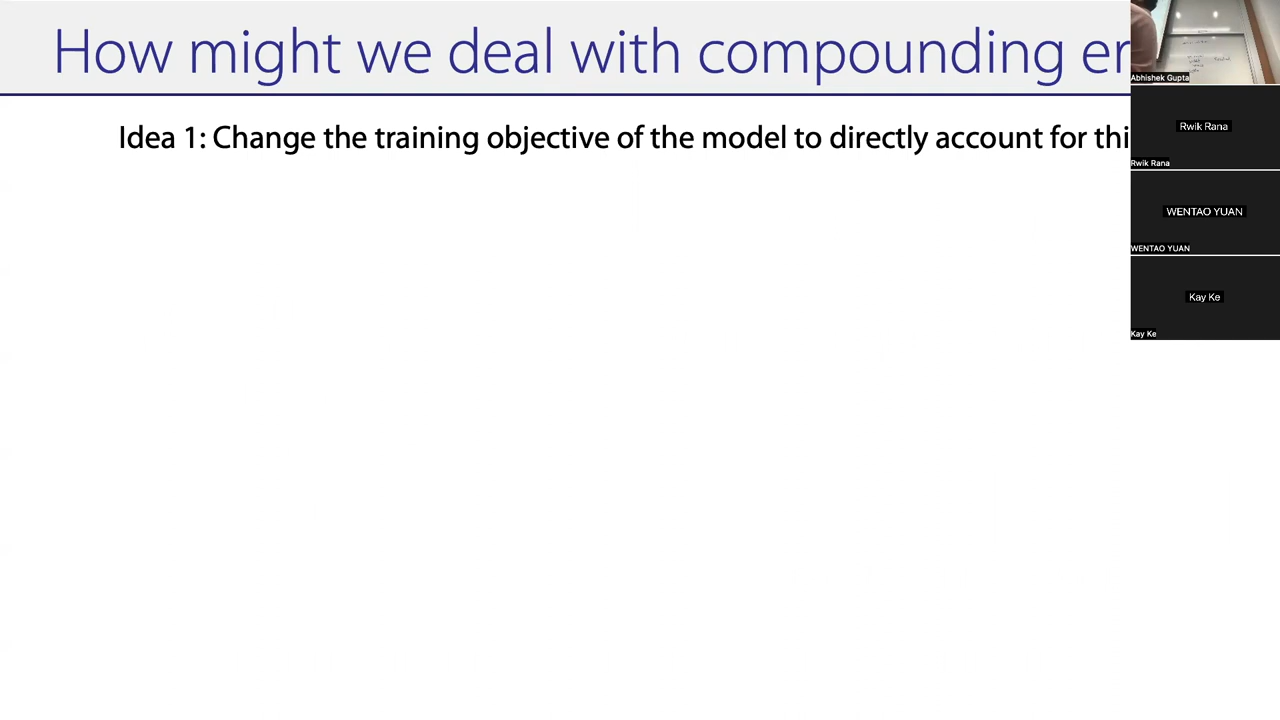 How might we deal with compounding er
Idea 1: Change the training objective of the model to directly account for thi
Abhishek Gupta
Rwik Rana
Rwik Rana
WENTAO YUAN
WENTAO YUAN
Kay Ke
Kay Ke